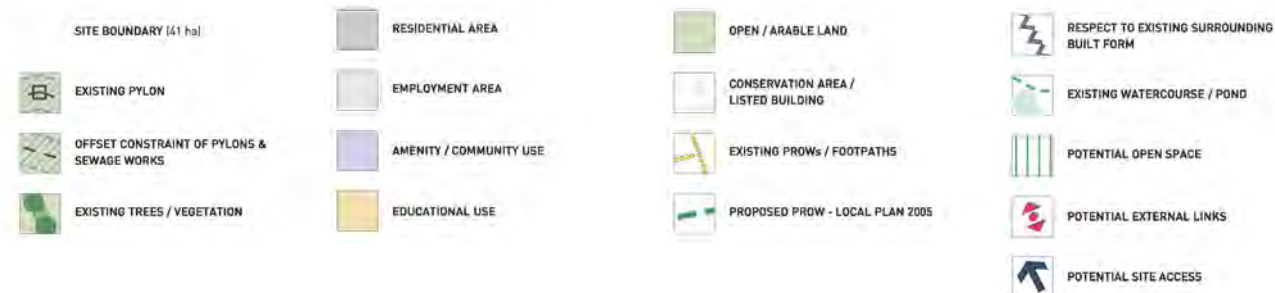 SITE BOUNDARY (41 ha)
EXISTING PYLON
OFFSET CONSTRAINT OF PYLONS &
SEWAGE WORKS
EXISTING TREES / VEGETATION
RESIDENTIAL AREA
EMPLOYMENT AREA
AMENITY / COMMUNITY USE
EDUCATIONAL USE
OPEN / ARABLE LAND
CONSERVATION AREA /
LISTED BUILDING
EXISTING PROWs / FOOTPATHS
PROPOSED PROW - LOCAL PLAN 2005
RESPECT TO EXISTING SURROUNDING
BUILT FORM
EXISTING WATERCOURSE / POND
POTENTIAL OPEN SPACE
POTENTIAL EXTERNAL LINKS
POTENTIAL SITE ACCESS